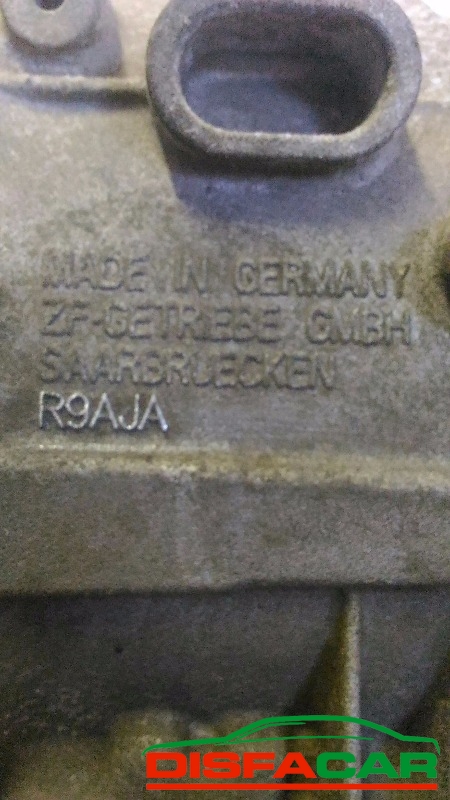 MADE IN GERMANY
ZF-GETRIEBE GMBH
SAARBRUECKEN
R9AJA
DISFACAR